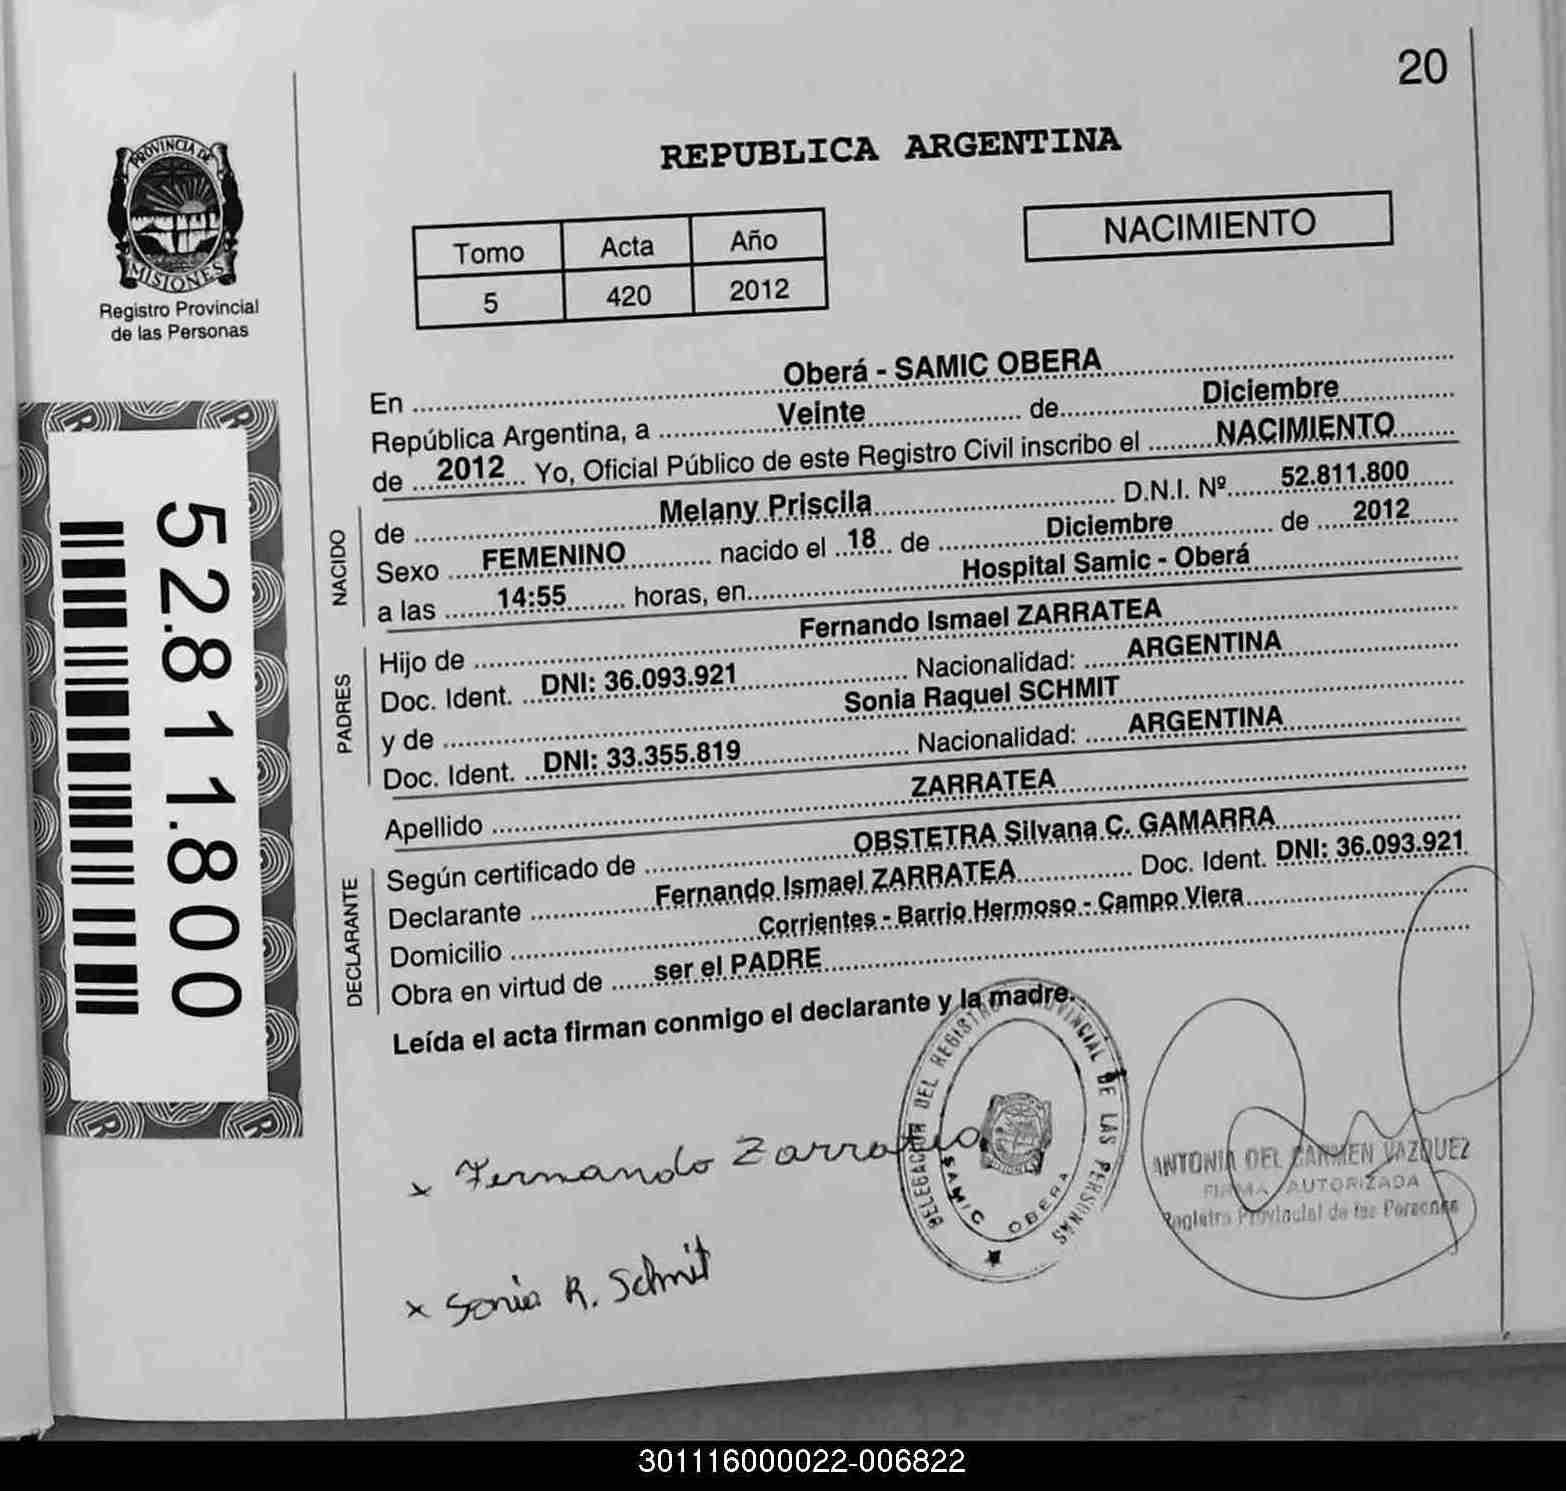 20
PROVINCIA DE
MISIONES
Registro Provincial
de las Personas
REPUBLICA ARGENTINA
Tomo Acta Año
5 420 2012
NACIMIENTO
52.811.800
En Oberá - SAMIC OBERA
República Argentina, a Veinte de Diciembre
de 2012 Yo, Oficial Público de este Registro Civil inscribo el NACIMIENTO
NACIDO
de Melany Priscila D.N.I. Nº 52.811.800
Sexo FEMENINO nacido el 18 de Diciembre de 2012
a las 14:55 horas, en Hospital Samic - Oberá
PADRES
Hijo de Fernando Ismael ZARRATEA
Doc. Ident. DNI: 36.093.921 Nacionalidad: ARGENTINA
y de Sonia Raquel SCHMIT
Doc. Ident. DNI: 33.355.819 Nacionalidad: ARGENTINA
Apellido ZARRATEA
DECLARANTE
Según certificado de OBSTETRA Silvana C. GAMARRA
Declarante Fernando Ismael ZARRATEA Doc. Ident. DNI: 36.093.921
Domicilio Corrientes - Barrio Hermoso - Campo Viera
Obra en virtud de ser el PADRE
Leída el acta firman conmigo el declarante y la madre.
x Fernando Zarratea
x Sonia R. Schmit
DELEGACION DEL REGISTRO PROVINCIAL DE LAS PERSONAS
SAMIC OBERA
ANTONIA DEL CARMEN VAZQUEZ
FIRMA AUTORIZADA
Registro Provincial de las Personas
301116000022-006822